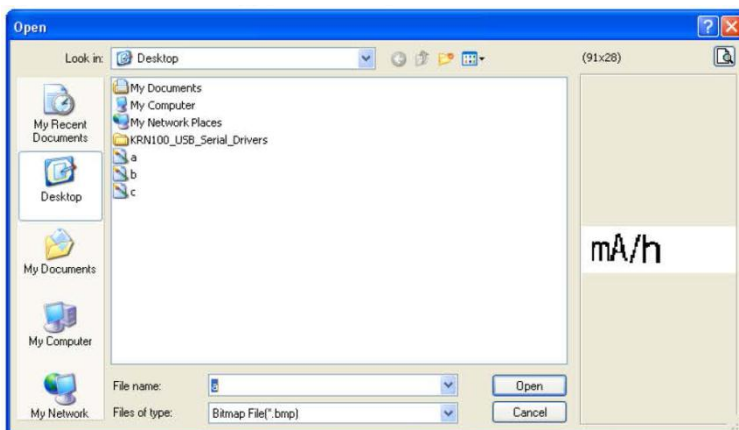 Open
Look in:
Desktop
(91x28)
My Recent
Documents
Desktop
My Documents
My Computer
My Network
My Documents
My Computer
My Network Places
KRN100_USB_Serial_Drivers
a
b
c
mA/h
File name:
a
Open
Files of type:
Bitmap File(*.bmp)
Cancel